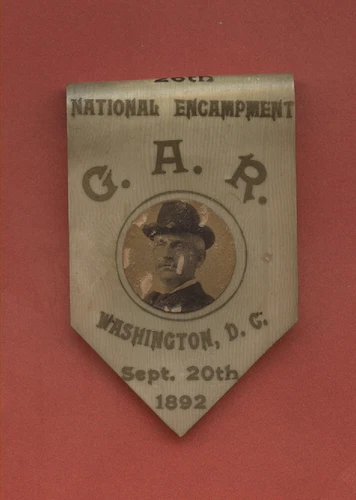 26th
NATIONAL ENCAMPMENT
G. A. R.
WASHINGTON, D. C.
Sept. 20th
1892